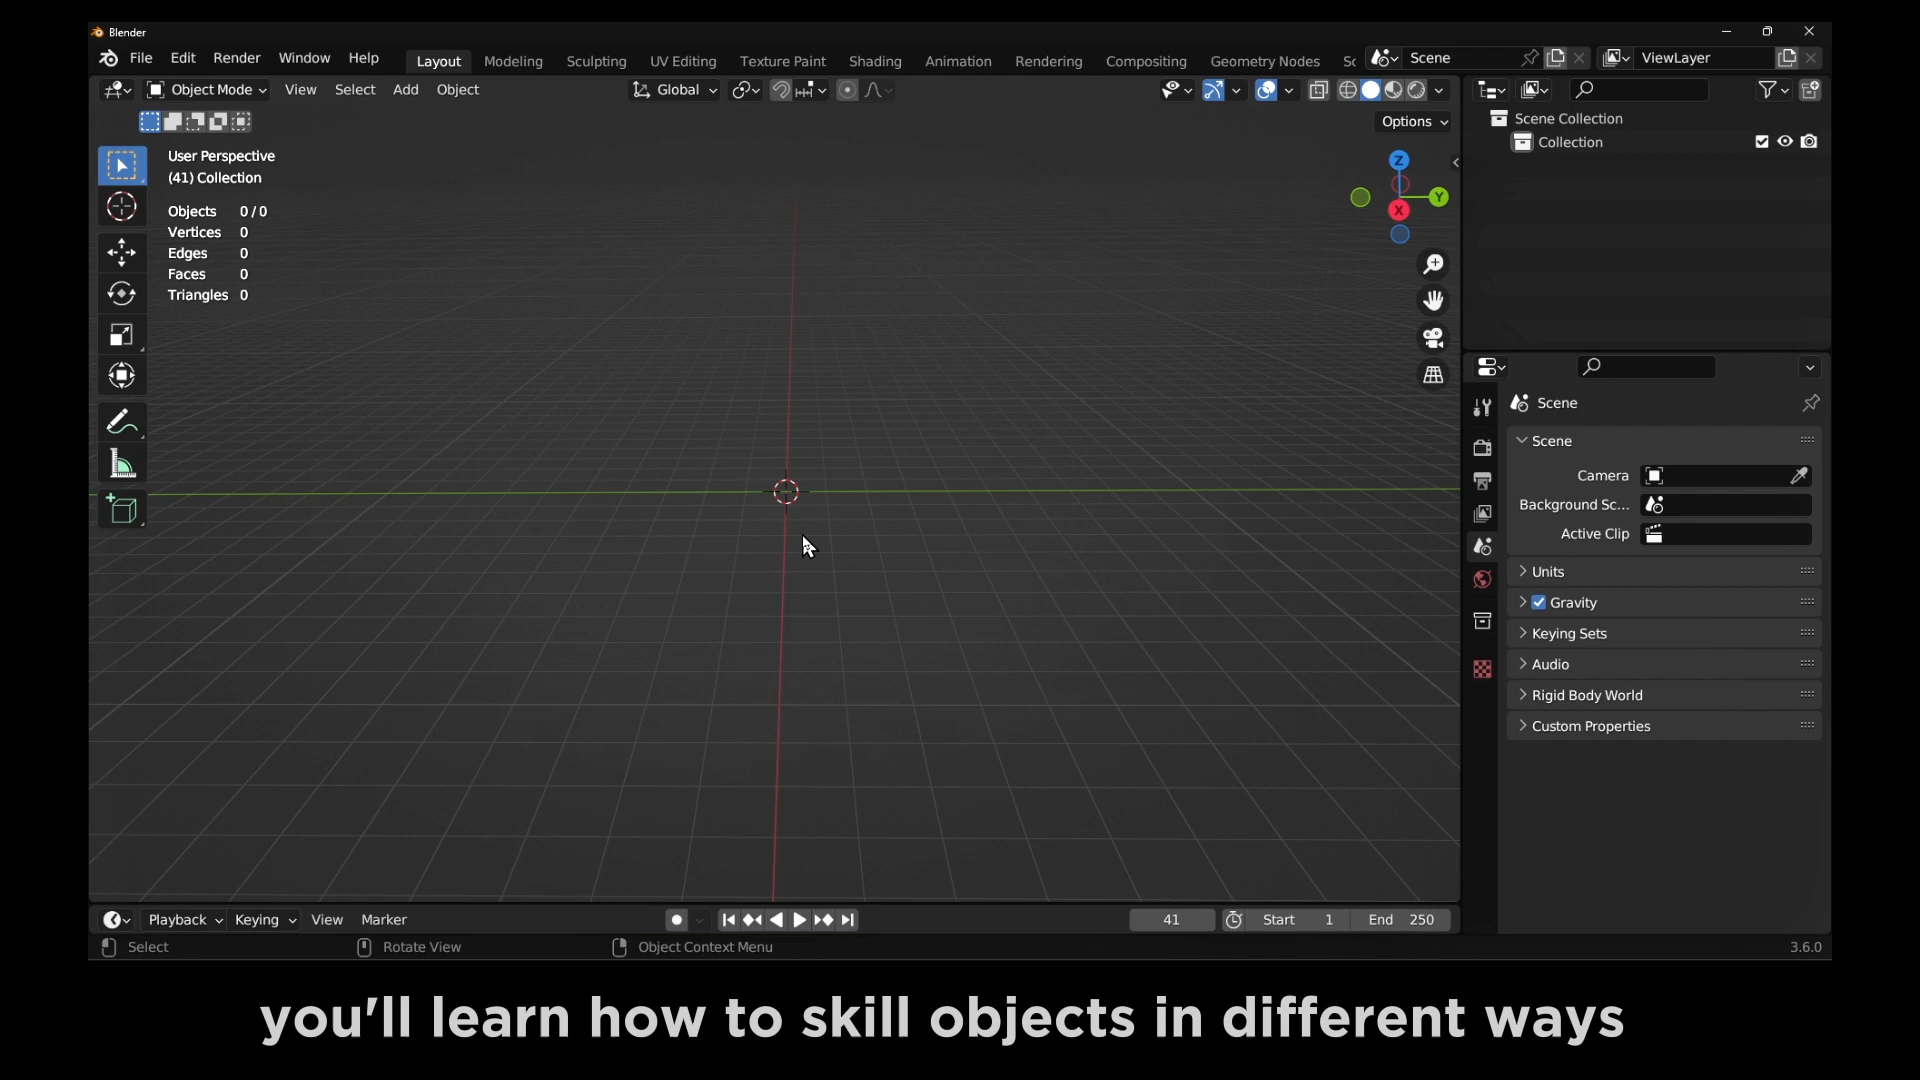 Blender
File Edit Render Window Help Layout Modeling Sculpting UV Editing Texture Paint Shading Animation Rendering Compositing Geometry Nodes Sc Scene ViewLayer
Object Mode View Select Add Object Global
Options
User Perspective
(41) Collection
Objects 0/0
Vertices 0
Edges 0
Faces 0
Triangles 0
Z
Y
X
Scene Collection
Collection
Scene
Scene
Camera
Background Sc...
Active Clip
Units
Gravity
Keying Sets
Audio
Rigid Body World
Custom Properties
Playback Keying View Marker 41 Start 1 End 250
Select Rotate View Object Context Menu 3.6.0
you'll learn how to skill objects in different ways